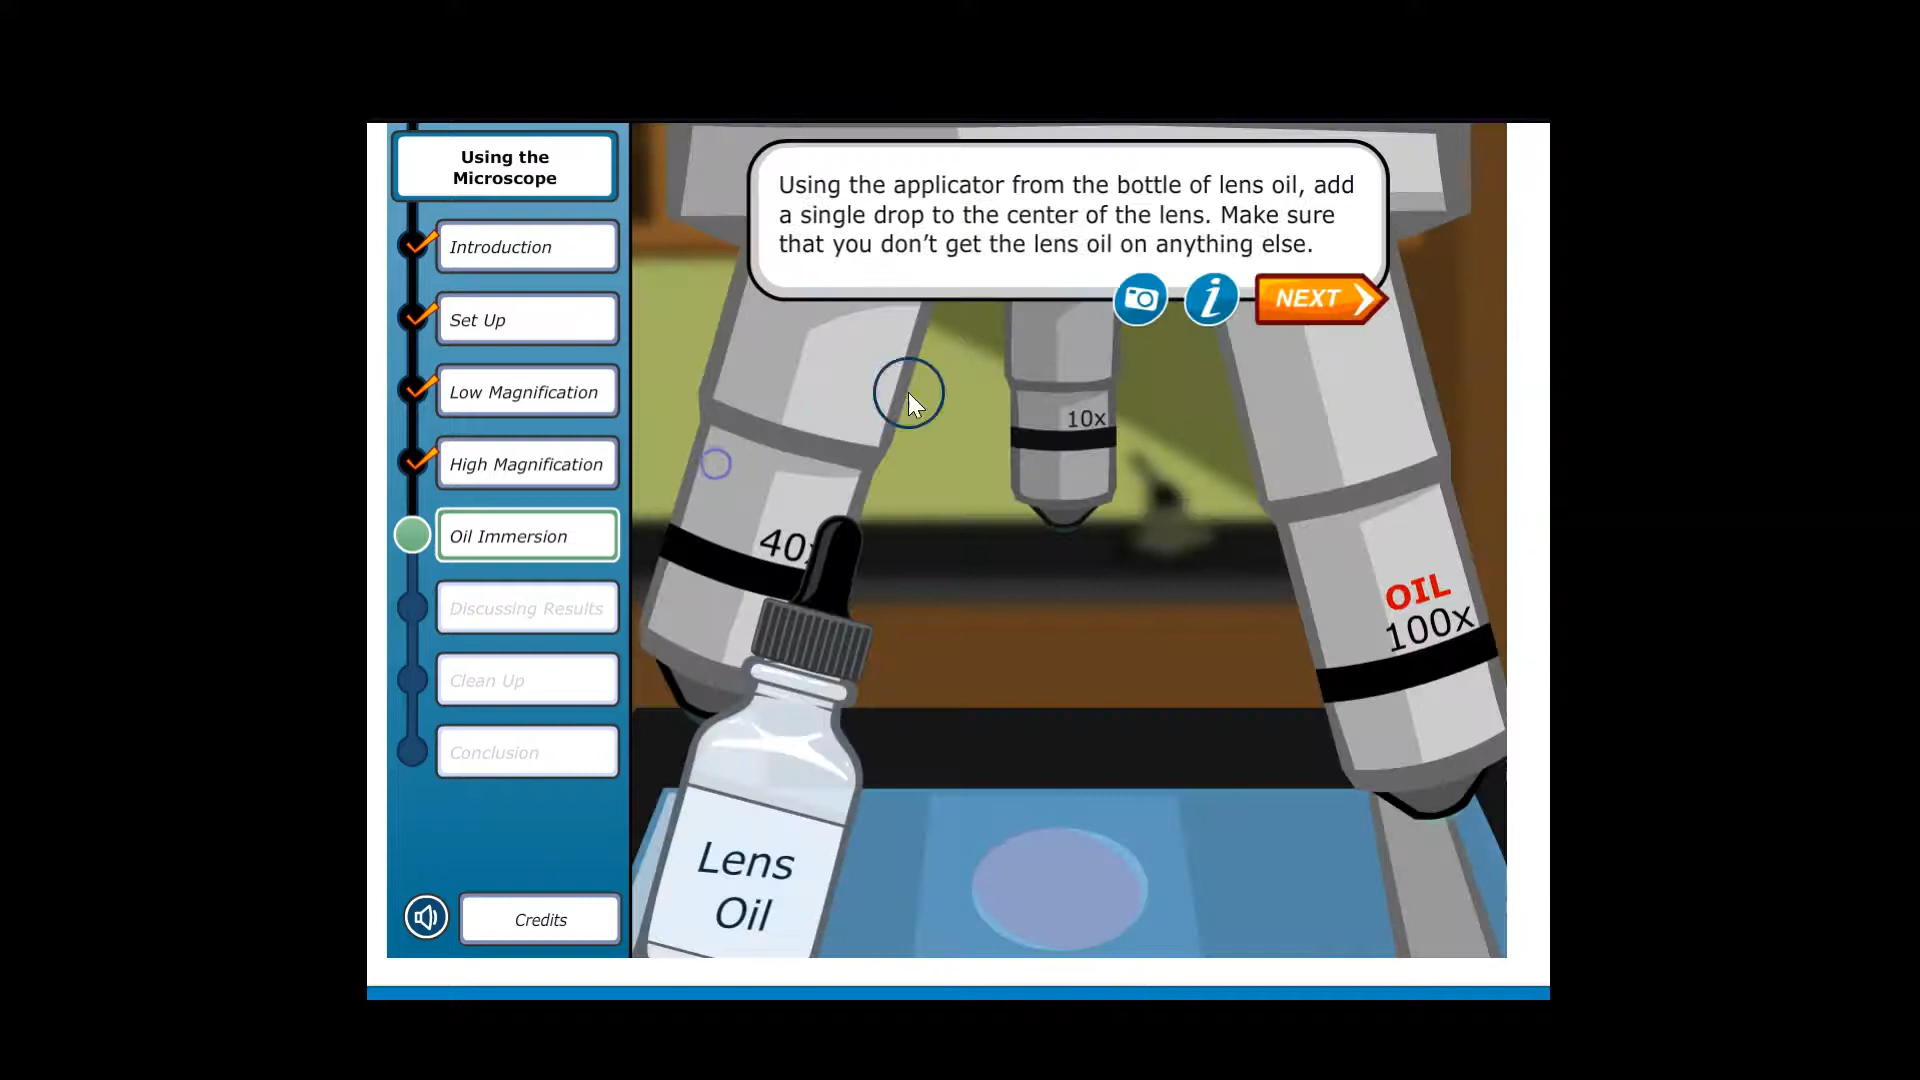 Using the
Microscope
Introduction
Set Up
Low Magnification
High Magnification
Oil Immersion
Discussing Results
Clean Up
Conclusion
Credits
Using the applicator from the bottle of lens oil, add
a single drop to the center of the lens. Make sure
that you don’t get the lens oil on anything else.
i
NEXT
10x
40x
OIL
100x
Lens
Oil